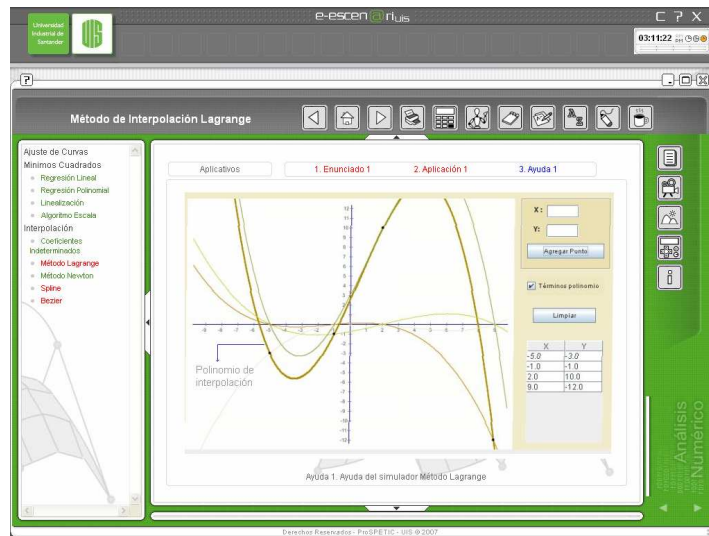 Universidad
Industrial de
Santander
UIS
e-escen@riuis
C ? X
03:11:22
?
Método de Interpolación Lagrange
Ajuste de Curvas
Minimos Cuadrados
Regresión Lineal
Regresión Polinomial
Linealización
Algoritmo Escala
Interpolación
Coeficientes
Indeterminados
Método Lagrange
Método Newton
Spline
Bezier
Aplicativos
1. Enunciado 1
2. Aplicación 1
3. Ayuda 1
Polinomio de
interpolación
X :
Y:
Agregar Punto
Términos polinomio
Limpiar
X Y
-5.0 -3.0
-1.0 -1.0
2.0 10.0
9.0 -12.0
Ayuda 1. Ayuda del simulador Método Lagrange
Análisis
Numérico
Derechos Reservados - ProSPETIC - UIS @ 2007